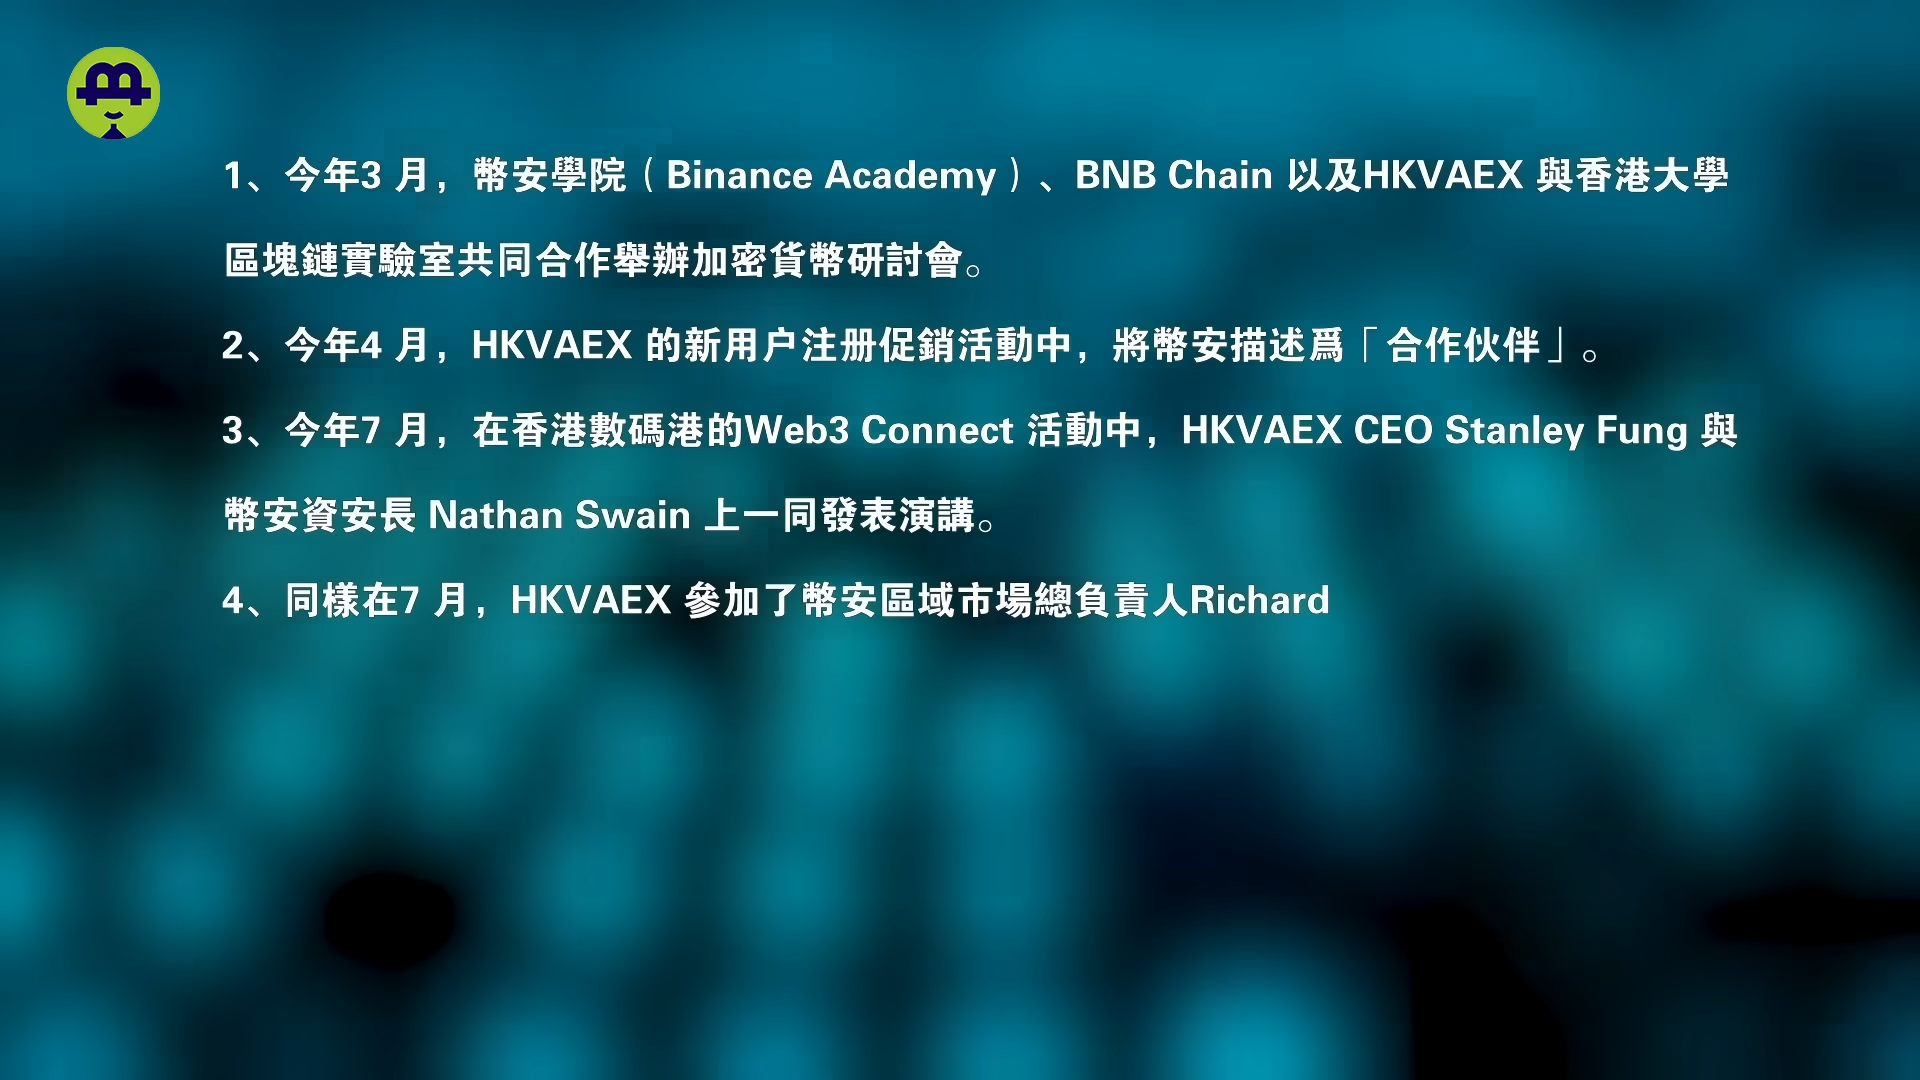 1、今年3 月，幣安學院（Binance Academy）、BNB Chain 以及HKVAEX 與香港大學
區塊鏈實驗室共同合作舉辦加密貨幣研討會。
2、今年4 月，HKVAEX 的新用户注册促銷活動中，將幣安描述爲「合作伙伴」。
3、今年7 月，在香港數碼港的Web3 Connect 活動中，HKVAEX CEO Stanley Fung 與
幣安資安長 Nathan Swain 上一同發表演講。
4、同樣在7 月，HKVAEX 參加了幣安區域市場總負責人Richard